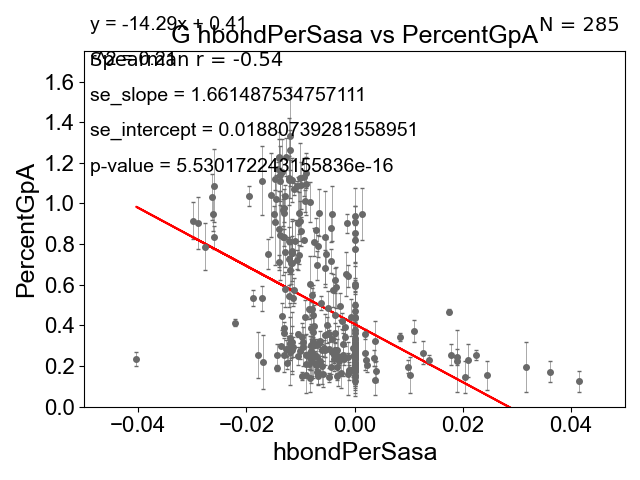 y = -14.29x + 0.41
N = 285
G hbondPerSasa vs PercentGpA
Spearman r = -0.54
se_slope = 1.661487534757111
se_intercept = 0.01880739281558951
p-value = 5.530172243155836e-16
PercentGpA
1.6
1.4
1.2
1.0
0.8
0.6
0.4
0.2
0.0
−0.04 −0.02 0.00 0.02 0.04
hbondPerSasa